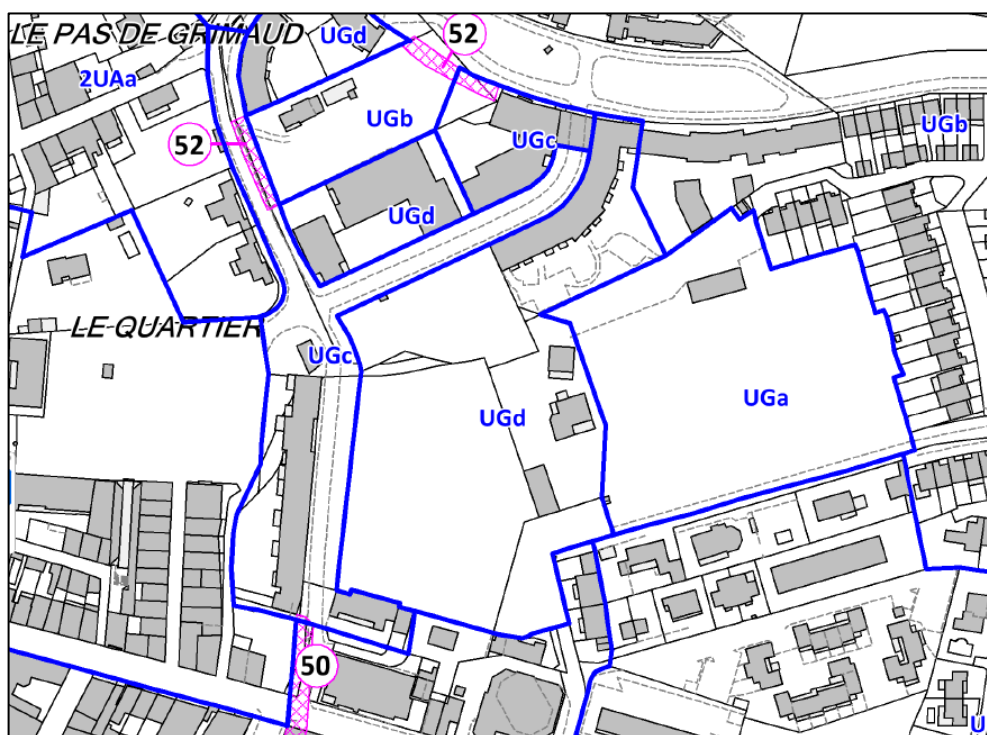 LE PAS DE GRIMAUD
UGd
52
2UAa
UGb
UGb
52
UGc
UGd
LE QUARTIER
UGc
UGa
UGd
50